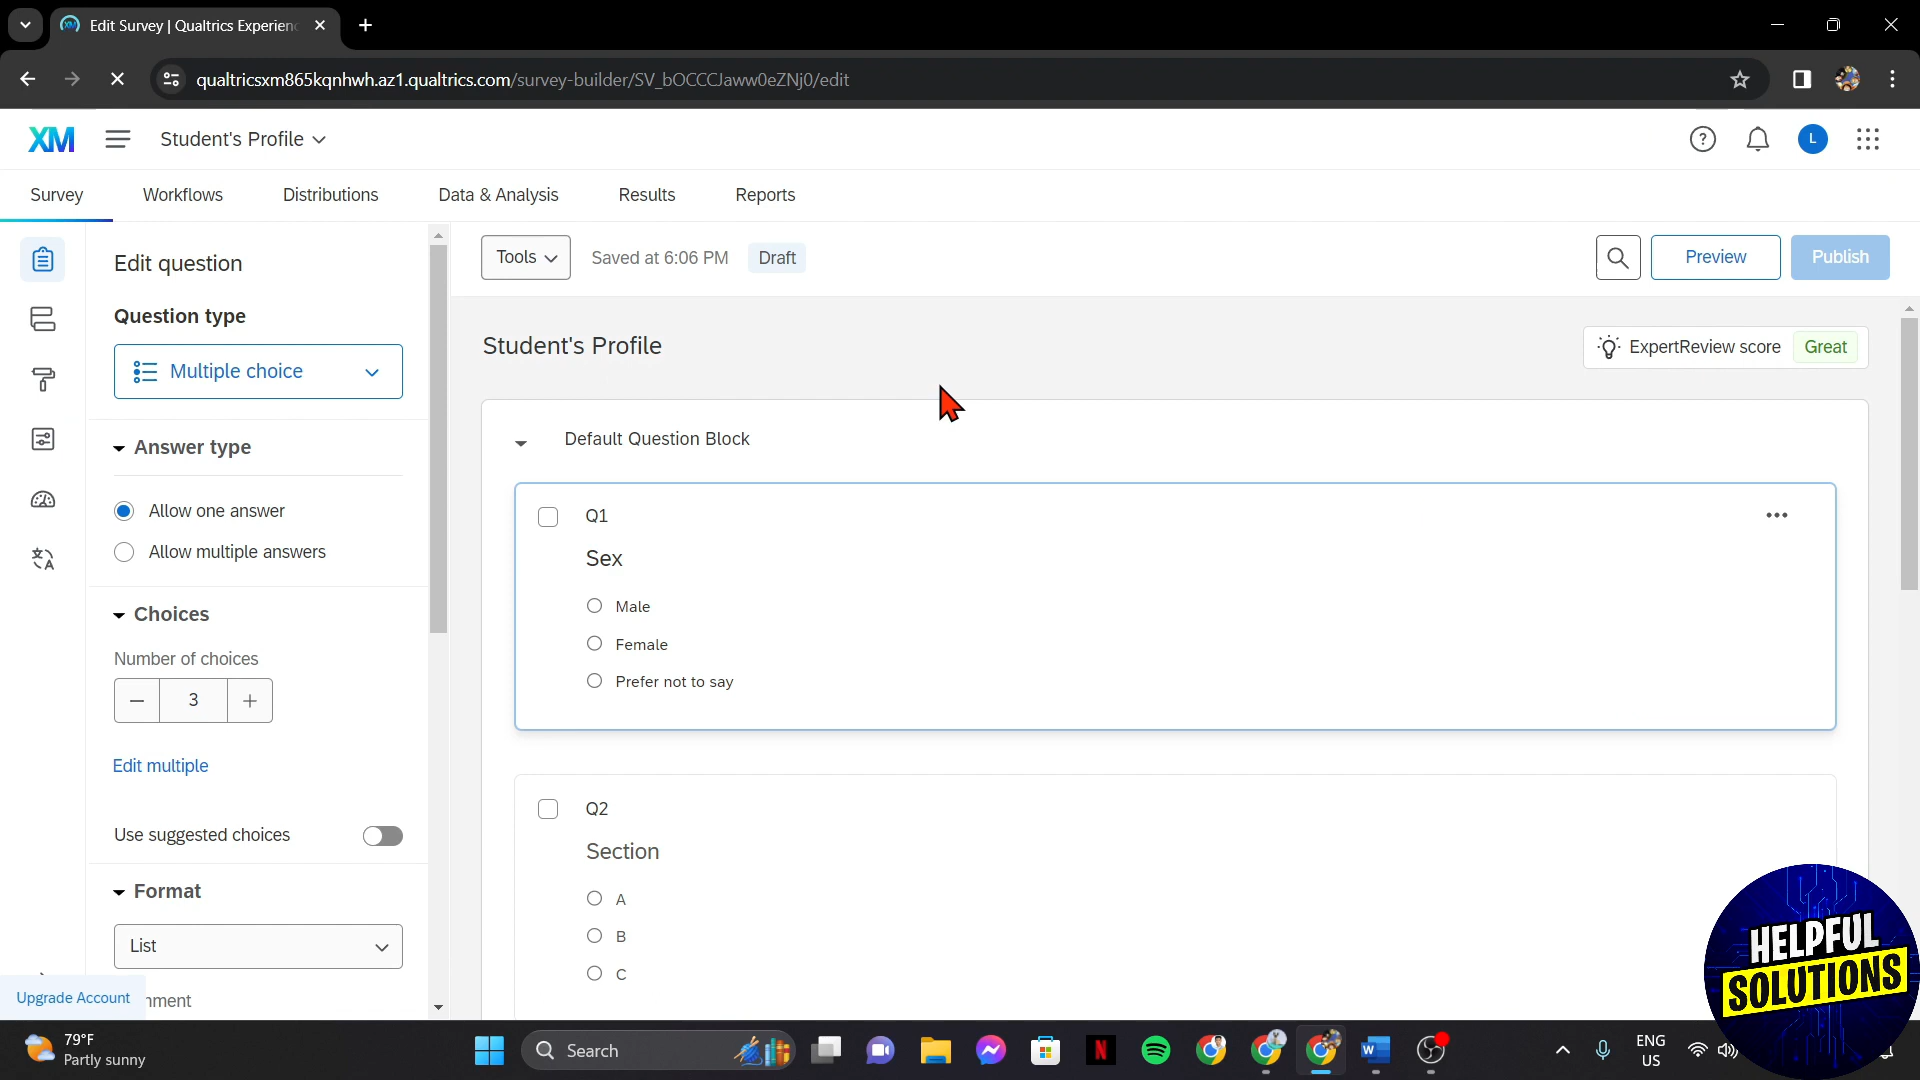 Edit Survey | Qualtrics Experienc
qualtricsxm865kqnhwh.az1.qualtrics.com/survey-builder/SV_bOCCCJaww0eZNj0/edit
XM Student's Profile L
Survey Workflows Distributions Data & Analysis Results Reports
Edit question
Question type
Multiple choice
Answer type
Allow one answer
Allow multiple answers
Choices
Number of choices
3
Edit multiple
Use suggested choices
Format
List
Upgrade Account
nment
Tools Saved at 6:06 PM Draft Preview Publish
Student's Profile ExpertReview score Great
Default Question Block
Q1
Sex
Male
Female
Prefer not to say
Q2
Section
A
B
C
HELPFUL
SOLUTIONS
79°F
Partly sunny
Search
ENG
US